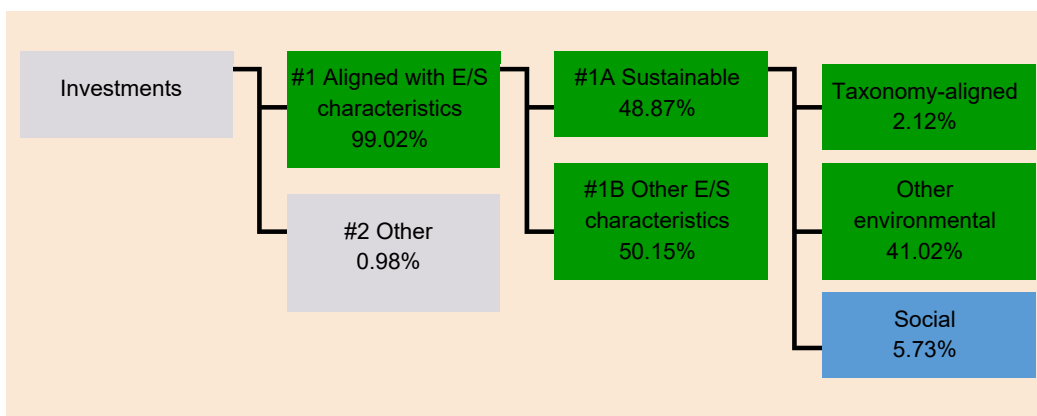 Investments
#1 Aligned with E/S
characteristics
99.02%
#2 Other
0.98%
#1A Sustainable
48.87%
#1B Other E/S
characteristics
50.15%
Taxonomy-aligned
2.12%
Other
environmental
41.02%
Social
5.73%